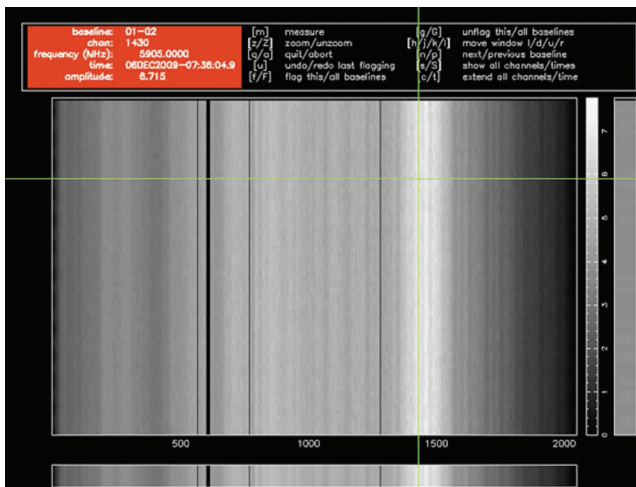 baseline: 01-02 [m] measure [g/G] unflag this/all baselines
chan: 1430 [z/Z] zoom/unzoom [h/j/k/l] move window l/d/u/r
frequency (MHz): 5905.0000 [q/a] quit/abort [n/p] next/previous baseline
time: 06DEC2009-07:36:04.9 [u] undo/redo last flagging [s/S] show all channels/times
amplitude: 6.715 [f/F] flag this/all baselines [c/t] extend all channels/time
7
6
5
4
3
2
1
0
500 1000 1500 2000